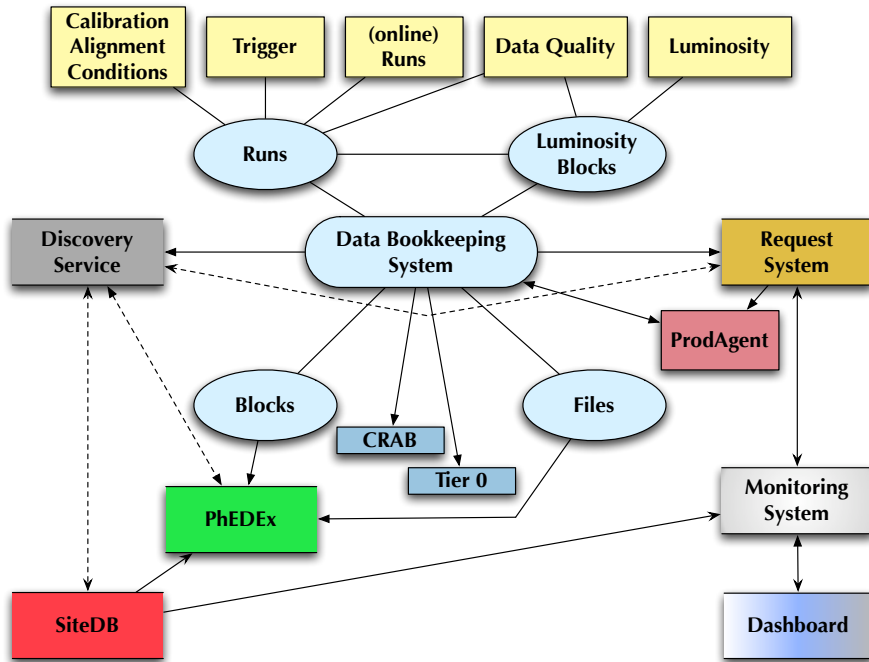 Calibration
Alignment
Conditions
Trigger
(online)
Runs
Data Quality
Luminosity
Runs
Luminosity
Blocks
Discovery
Service
Data Bookkeeping
System
Request
System
ProdAgent
Blocks
Files
CRAB
Tier 0
PhEDEx
Monitoring
System
SiteDB
Dashboard